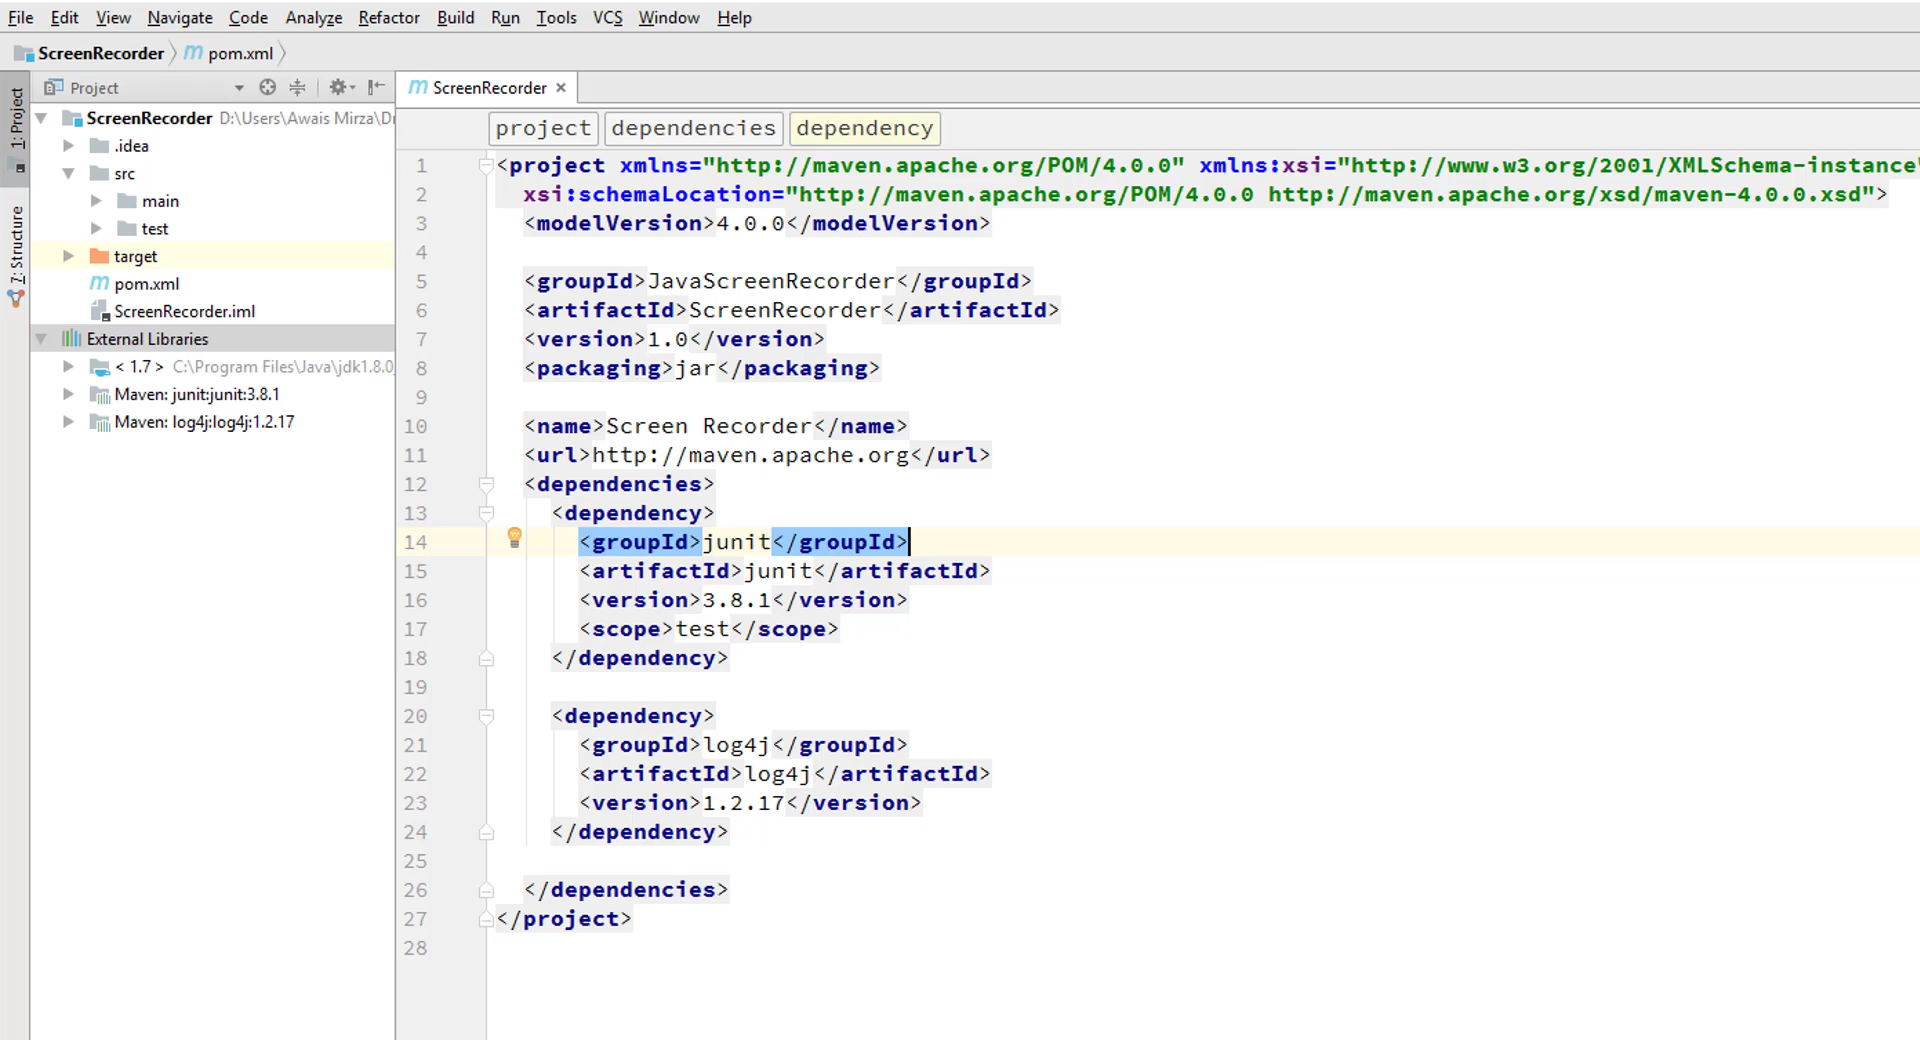 File Edit View Navigate Code Analyze Refactor Build Run Tools VCS Window Help
ScreenRecorder pom.xml
1: Project
7: Structure
Project
ScreenRecorder D:\Users\Awais Mirza\Dr
.idea
src
main
test
target
pom.xml
ScreenRecorder.iml
External Libraries
< 1.7 > C:\Program Files\Java\jdk1.8.0_
Maven: junit:junit:3.8.1
Maven: log4j:log4j:1.2.17
ScreenRecorder
project dependencies dependency
1 <project xmlns="http://maven.apache.org/POM/4.0.0" xmlns:xsi="http://www.w3.org/2001/XMLSchema-instance"
2 xsi:schemaLocation="http://maven.apache.org/POM/4.0.0 http://maven.apache.org/xsd/maven-4.0.0.xsd">
3 <modelVersion>4.0.0</modelVersion>
4
5 <groupId>JavaScreenRecorder</groupId>
6 <artifactId>ScreenRecorder</artifactId>
7 <version>1.0</version>
8 <packaging>jar</packaging>
9
10 <name>Screen Recorder</name>
11 <url>http://maven.apache.org</url>
12 <dependencies>
13 <dependency>
14 <groupId>junit</groupId>
15 <artifactId>junit</artifactId>
16 <version>3.8.1</version>
17 <scope>test</scope>
18 </dependency>
19
20 <dependency>
21 <groupId>log4j</groupId>
22 <artifactId>log4j</artifactId>
23 <version>1.2.17</version>
24 </dependency>
25
26 </dependencies>
27 </project>
28